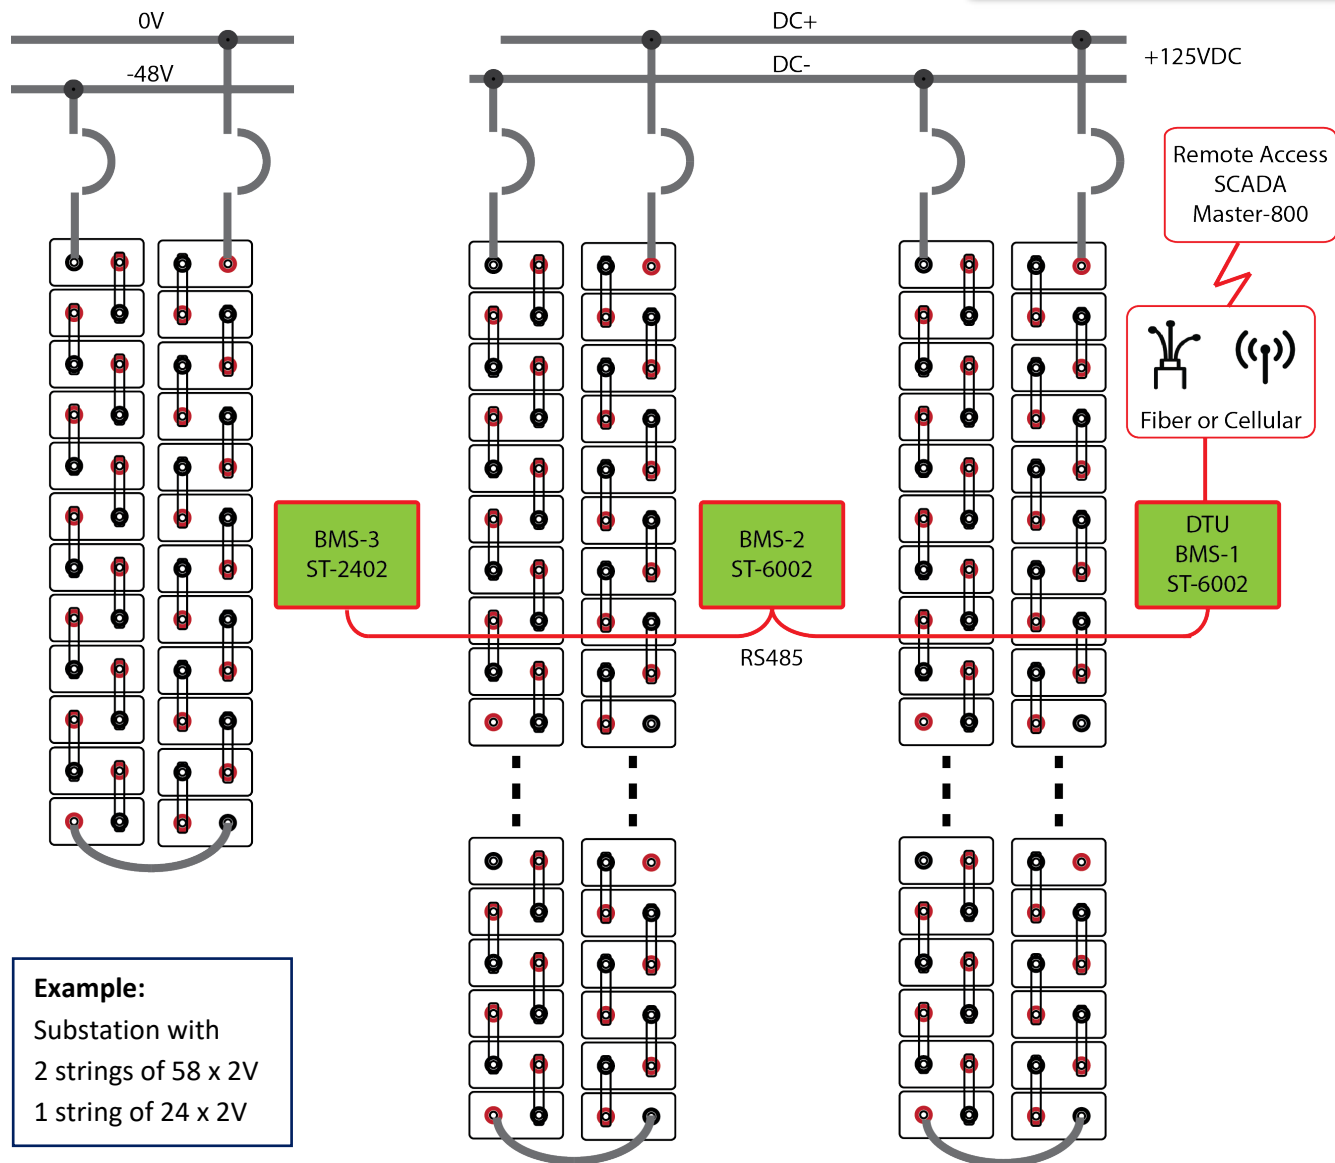 0V
-48V
DC+
DC-
+125VDC
Remote Access
SCADA
Master-800
Fiber or Cellular
BMS-3
ST-2402
BMS-2
ST-6002
DTU
BMS-1
ST-6002
RS485
Example:
Substation with
2 strings of 58 x 2V
1 string of 24 x 2V